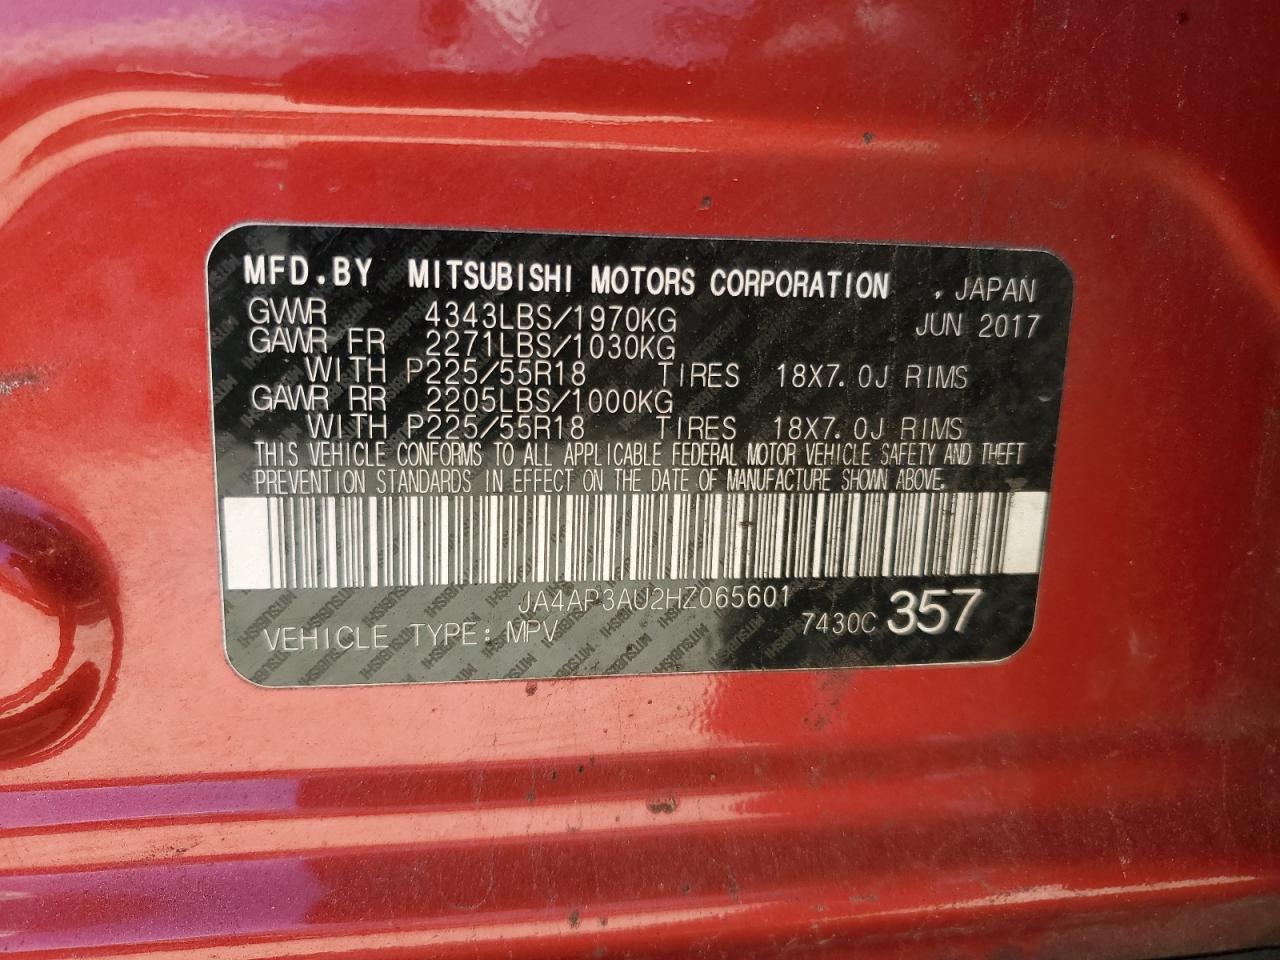 MFD.BY MITSUBISHI MOTORS CORPORATION , JAPAN
GVWR 4343LBS/1970KG JUN 2017
GAWR FR 2271LBS/1030KG
WITH P225/55R18 TIRES 18X7.0J RIMS
GAWR RR 2205LBS/1000KG
WITH P225/55R18 TIRES 18X7.0J RIMS
THIS VEHICLE CONFORMS TO ALL APPLICABLE FEDERAL MOTOR VEHICLE SAFETY AND THEFT
PREVENTION STANDARDS IN EFFECT ON THE DATE OF MANUFACTURE SHOWN ABOVE.
JA4AP3AU2HZ065601
VEHICLE TYPE: MPV 7430C 357